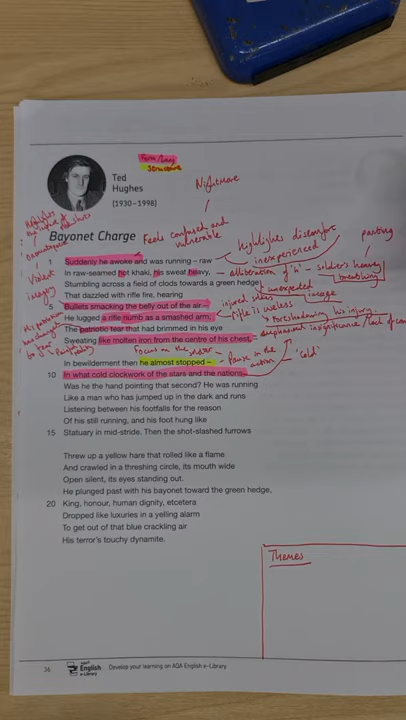 Form/Lang
Structure
Ted
Hughes
(1930–1998)
Nightmare
Bayonet Charge
Feels confused and
vulnerable
highlights
inexperienced
panting
1 Suddenly he awoke and was running – raw
In raw-seamed hot khaki, his sweat heavy,
– alliteration of 'h' – soldiers heavy
breathing
Stumbling across a field of clods towards a green hedge
That dazzled with rifle fire, hearing
unexpected
image
5 Bullets smacking the belly out of the air –
injured
He lugged a rifle numb as a smashed arm;
Rifle is useless
The patriotic tear that had brimmed in his eye
foreshadowing his injury
Sweating like molten iron from the centre of his chest, –
insignificance / lack of
Focus on the
In bewilderment then he almost stopped –
– Pause in the
action
'cold'
10 In what cold clockwork of the stars and the nations
Was he the hand pointing that second? He was running
Like a man who has jumped up in the dark and runs
Listening between his footfalls for the reason
Of his still running, and his foot hung like
15 Statuary in mid-stride. Then the shot-slashed furrows
Threw up a yellow hare that rolled like a flame
And crawled in a threshing circle, its mouth wide
Open silent, its eyes standing out.
He plunged past with his bayonet toward the green hedge,
20 King, honour, human dignity, etcetera
Dropped like luxuries in a yelling alarm
To get out of that blue crackling air
His terror's touchy dynamite.
Themes
Violent
imagery
His patriotism
has changed
to fear
36
AQA
English
e-Library
Develop your learning on AQA English e-Library